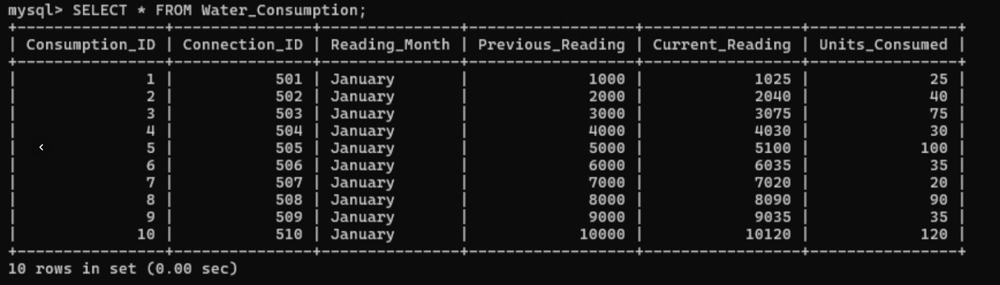 mysql> SELECT * FROM Water_Consumption;
+----------------+---------------+---------------+------------------+-----------------+----------------+
| Consumption_ID | Connection_ID | Reading_Month | Previous_Reading | Current_Reading | Units_Consumed |
+----------------+---------------+---------------+------------------+-----------------+----------------+
|              1 |           501 | January       |             1000 |            1025 |             25 |
|              2 |           502 | January       |             2000 |            2040 |             40 |
|              3 |           503 | January       |             3000 |            3075 |             75 |
|              4 |           504 | January       |             4000 |            4030 |             30 |
|              5 |           505 | January       |             5000 |            5100 |            100 |
|              6 |           506 | January       |             6000 |            6035 |             35 |
|              7 |           507 | January       |             7000 |            7020 |             20 |
|              8 |           508 | January       |             8000 |            8090 |             90 |
|              9 |           509 | January       |             9000 |            9035 |             35 |
|             10 |           510 | January       |            10000 |           10120 |            120 |
+----------------+---------------+---------------+------------------+-----------------+----------------+
10 rows in set (0.00 sec)